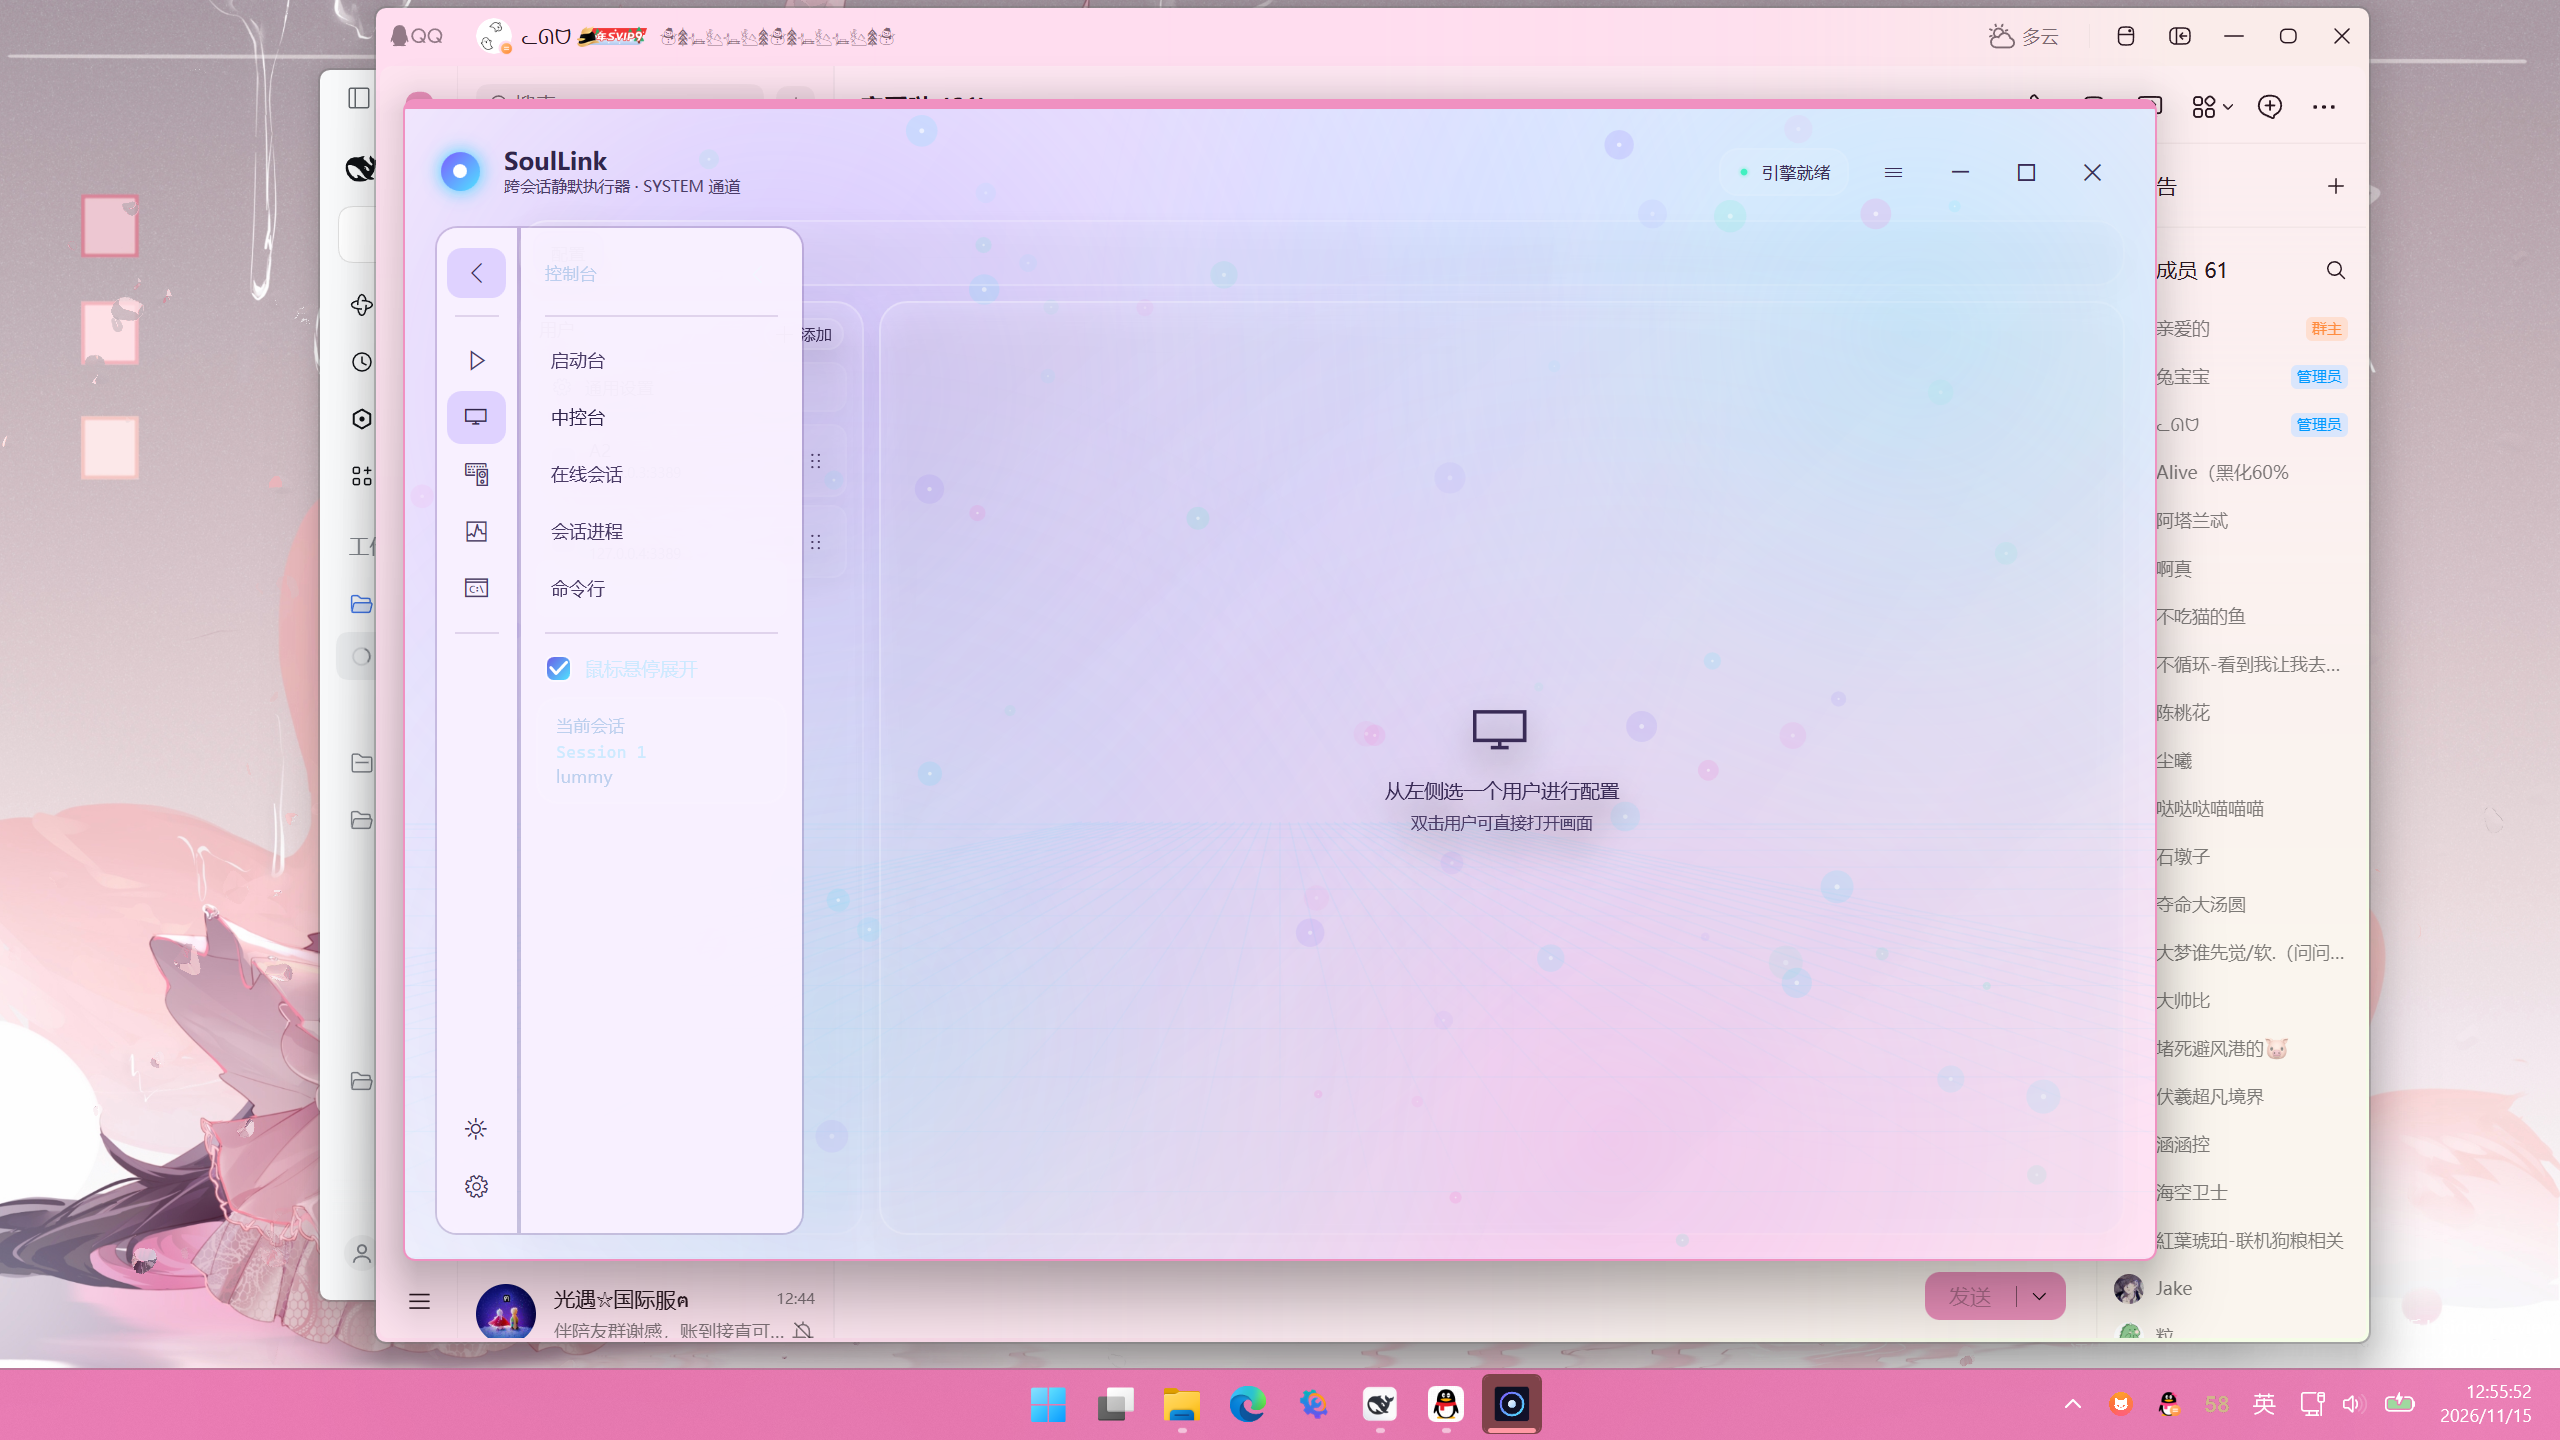 QQ
年SVIP9
多云
SoulLink
跨会话静默执行器 · SYSTEM 通道
引擎就绪
控制台
添加
启动台
中控台
在线会话
会话进程
命令行
鼠标悬停展开
当前会话
Session 1
lummy
从左侧选一个用户进行配置
双击用户可直接打开画面
告
成员 61
亲爱的
群主
兔宝宝
管理员
管理员
Alive（黑化60%
阿塔兰忒
啊真
不吃猫的鱼
不循环-看到我让我去...
陈桃花
尘曦
哒哒哒喵喵喵
石墩子
夺命大汤圆
大梦谁先觉/软.（问问...
大帅比
堵死避风港的🐷
伏羲超凡境界
涵涵控
海空卫士
紅葉琥珀-联机狗粮相关
Jake
光遇☆国际服ฅ
12:44
伴陪友群谢感，账到接直可...
发送
58
英
12:55:52
2026/11/15